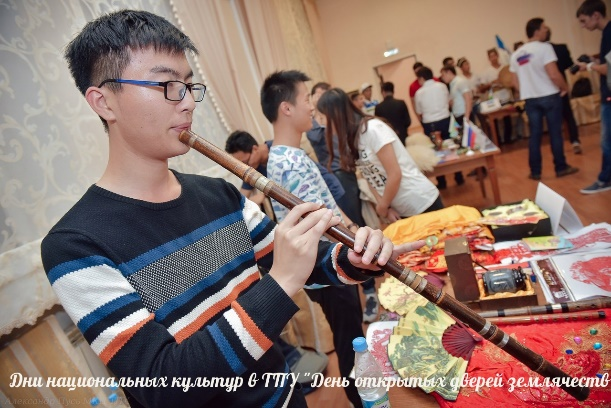 Дни национальных культур в ТПУ "День открытых дверей землячеств